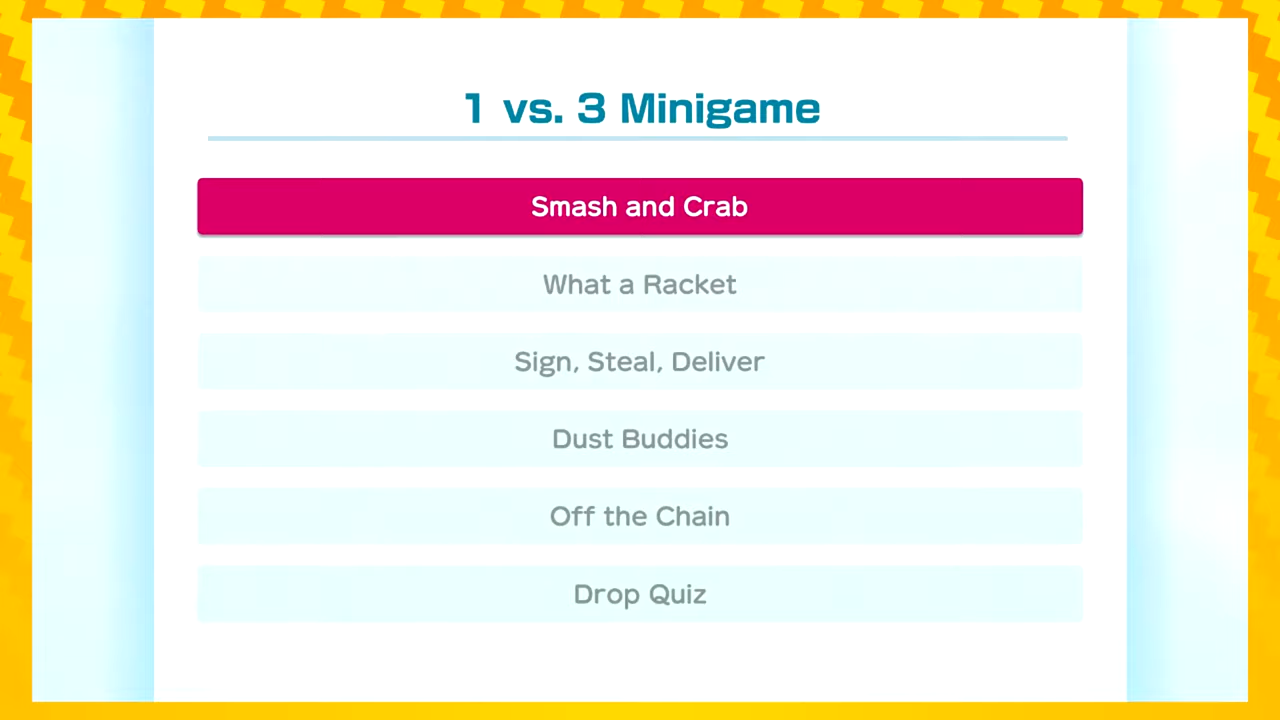 1 vs. 3 Minigame
Smash and Crab
What a Racket
Sign, Steal, Deliver
Dust Buddies
Off the Chain
Drop Quiz